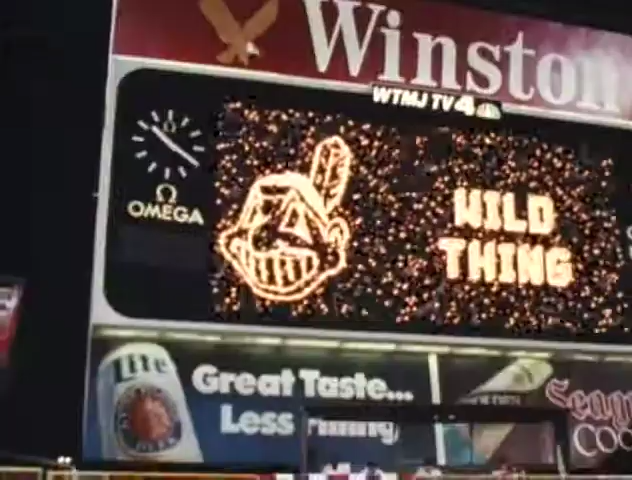 Winston
WTMJ TV 4
Ω
OMEGA
WILD
THING
Lite
Great Taste...
Less